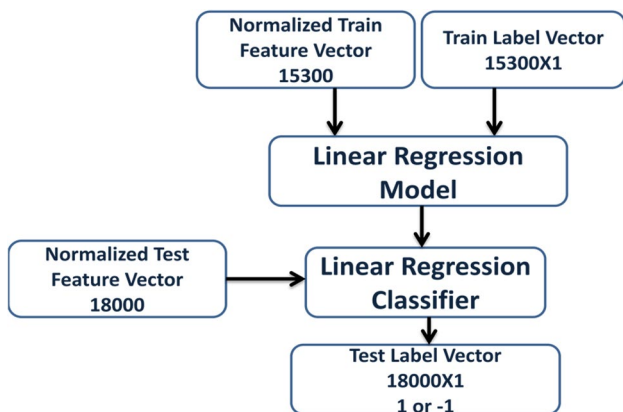 Normalized Train
Feature Vector
15300
Train Label Vector
15300X1
Linear Regression
Model
Normalized Test
Feature Vector
18000
Linear Regression
Classifier
Test Label Vector
18000X1
1 or -1